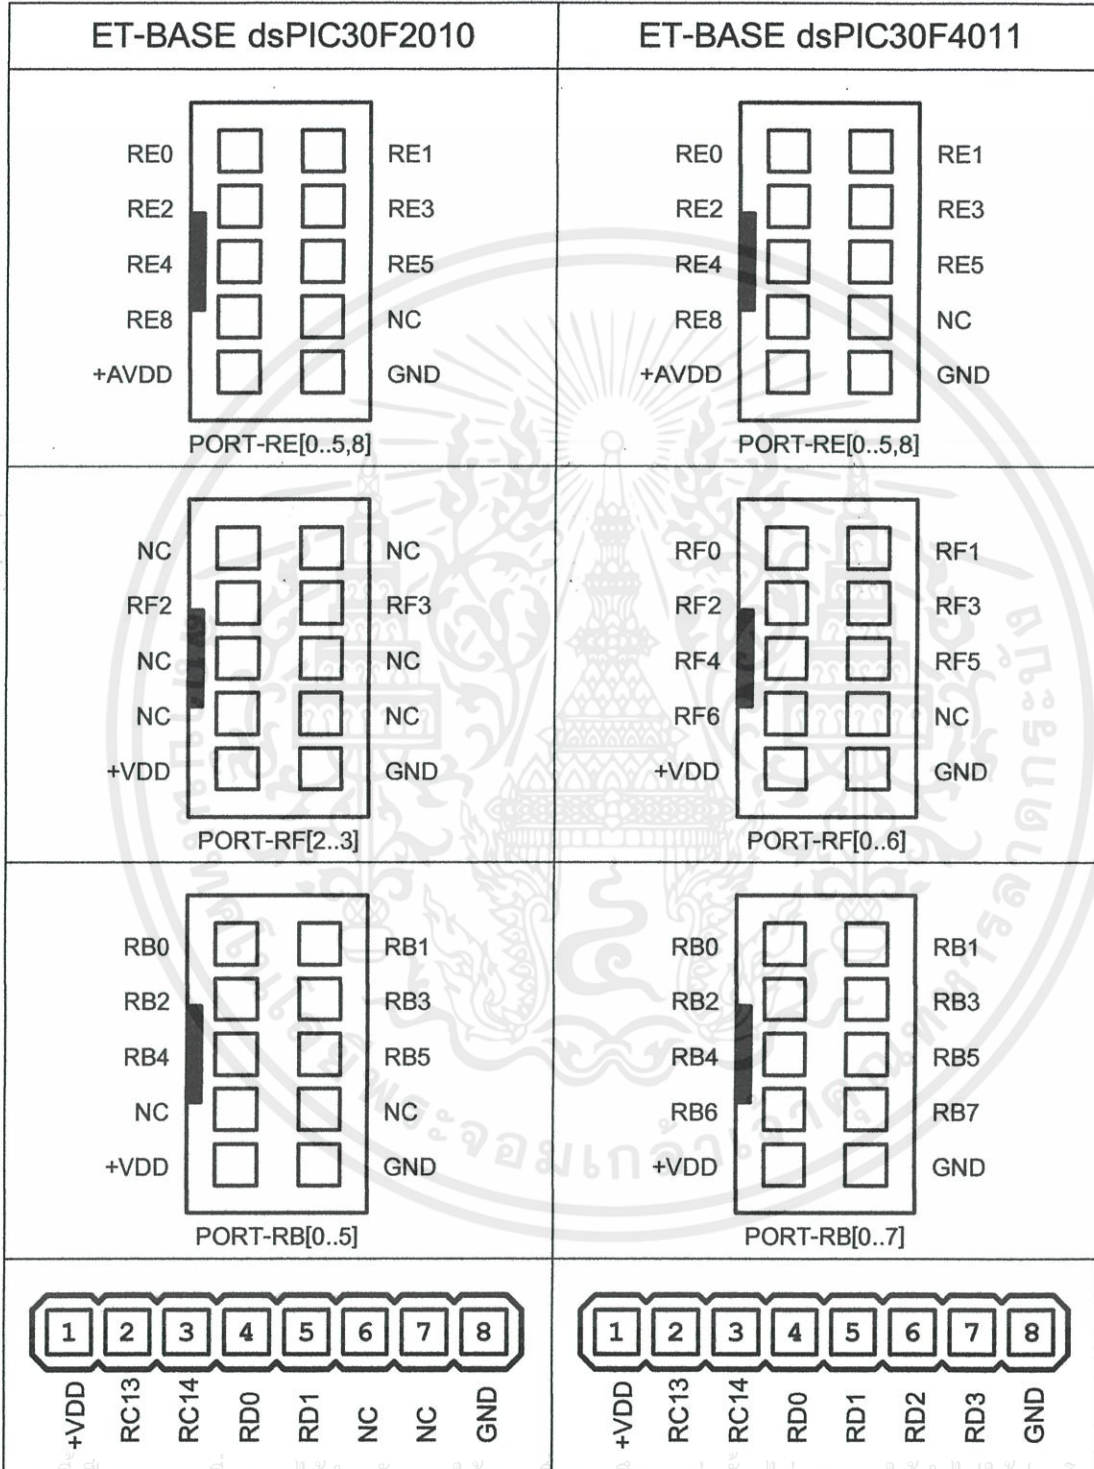 ET-BASE dsPIC30F2010 ET-BASE dsPIC30F4011
RE0 RE1 RE0 RE1
RE2 RE3 RE2 RE3
RE4 RE5 RE4 RE5
RE8 NC RE8 NC
+AVDD GND +AVDD GND
PORT-RE[0..5,8] PORT-RE[0..5,8]
NC NC RF0 RF1
RF2 RF3 RF2 RF3
NC NC RF4 RF5
NC NC RF6 NC
+VDD GND +VDD GND
PORT-RF[2..3] PORT-RF[0..6]
RB0 RB1 RB0 RB1
RB2 RB3 RB2 RB3
RB4 RB5 RB4 RB5
NC NC RB6 RB7
+VDD GND +VDD GND
PORT-RB[0..5] PORT-RB[0..7]
1 2 3 4 5 6 7 8 1 2 3 4 5 6 7 8
+VDD RC13 RC14 RD0 RD1 NC NC GND +VDD RC13 RC14 RD0 RD1 RD2 RD3 GND